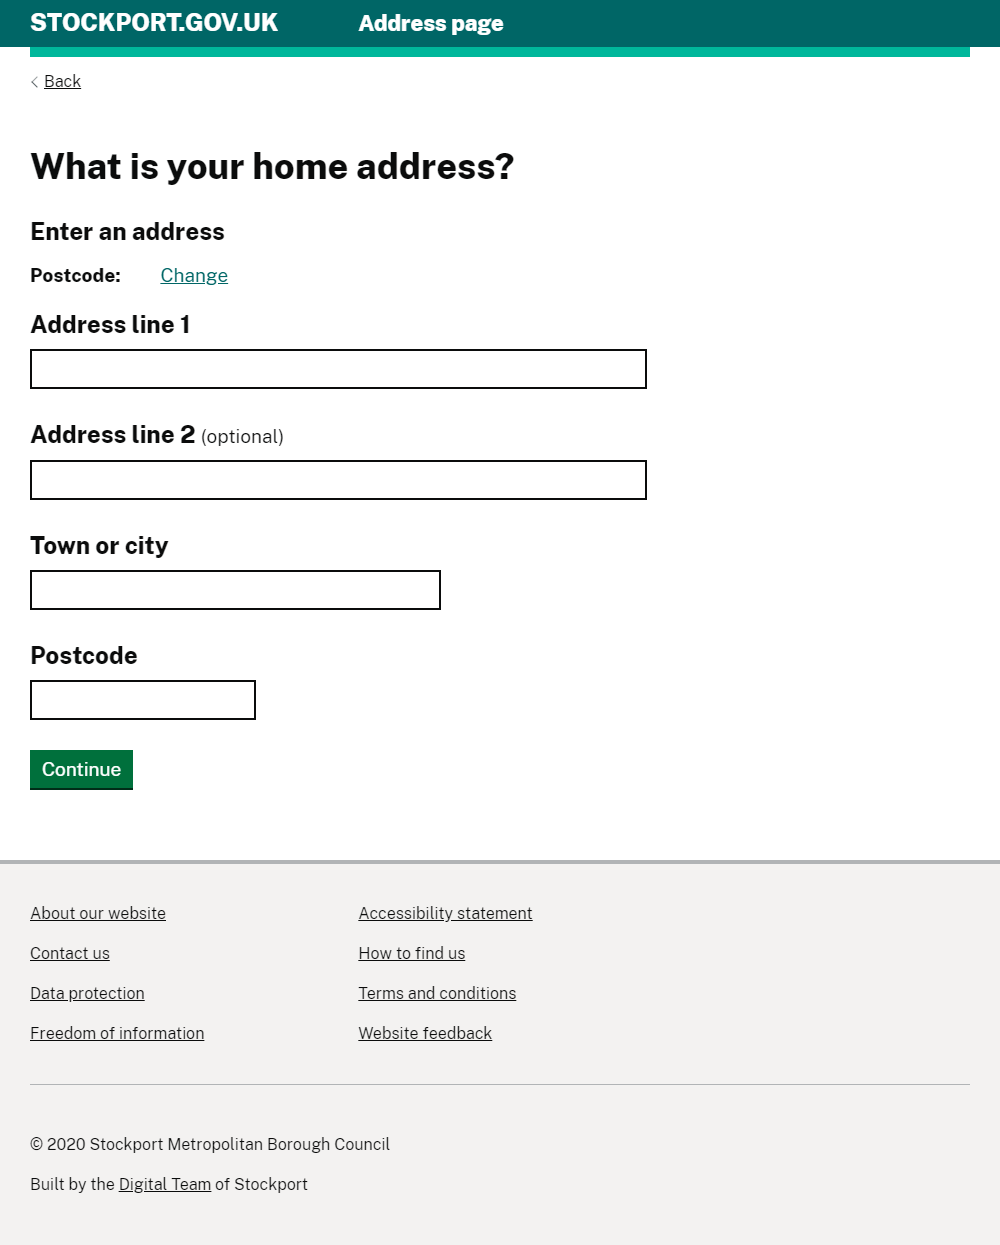 STOCKPORT.GOV.UK Address page
Back
What is your home address?
Enter an address
Postcode: Change
Address line 1
Address line 2 (optional)
Town or city
Postcode
Continue
About our website Accessibility statement
Contact us How to find us
Data protection Terms and conditions
Freedom of information Website feedback
© 2020 Stockport Metropolitan Borough Council
Built by the Digital Team of Stockport